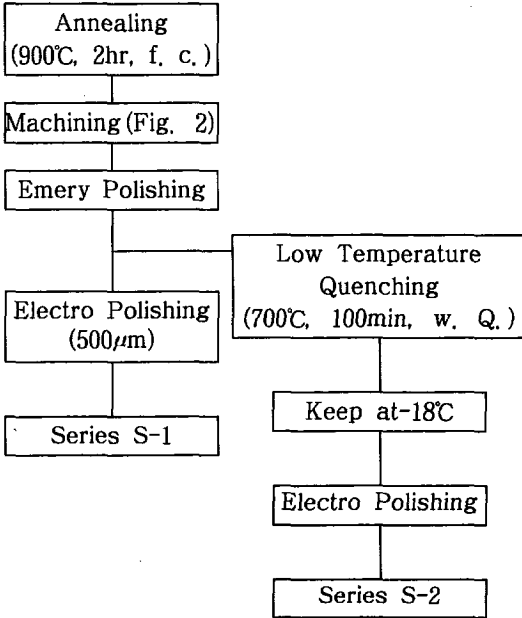 Annealing
(900℃, 2hr, f. c.)
Machining(Fig. 2)
Emery Polishing
Low Temperature
Quenching
(700℃, 100min, w. Q.)
Electro Polishing
(500μm)
Keep at-18℃
Series S-1
Electro Polishing
Series S-2